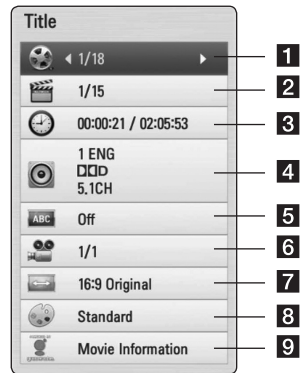 Title
1/18
1
1/15
2
00:00:21 / 02:05:53
3
1 ENG
D
5.1CH
4
ABC
Off
5
1/1
6
16:9 Original
7
Standard
8
Movie Information
9